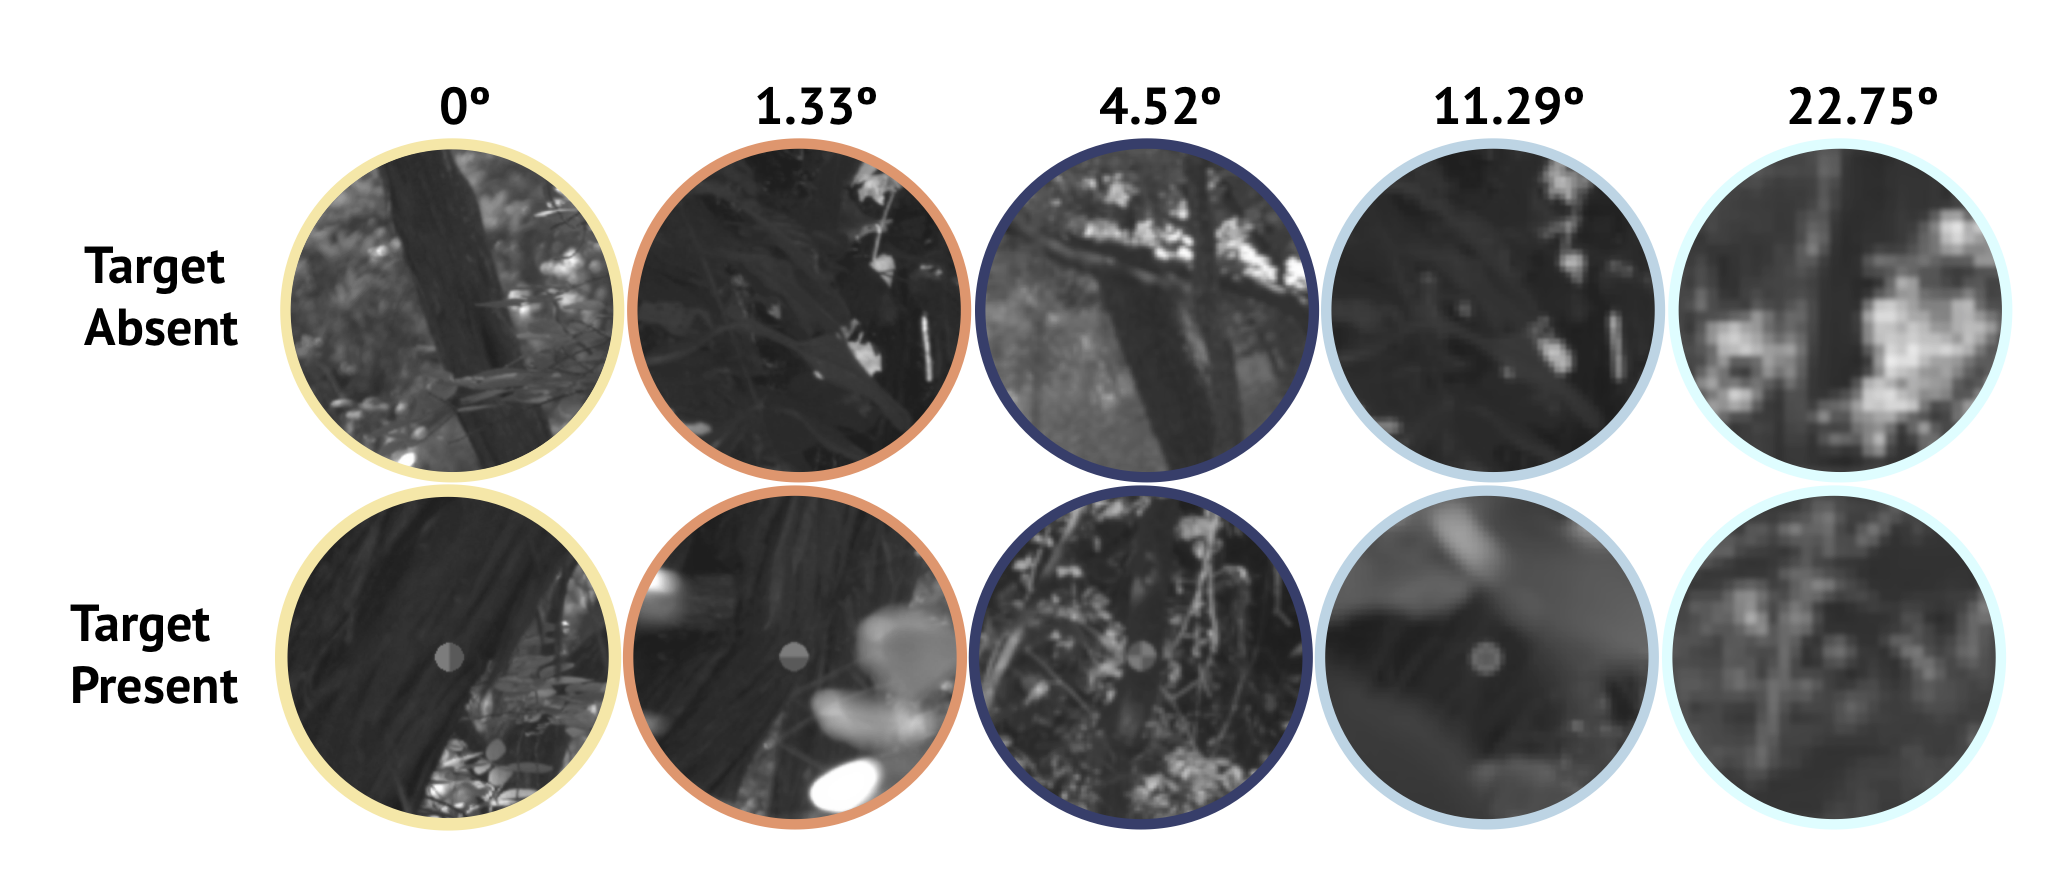 0º
1.33º
4.52º
11.29º
22.75º
Target
Absent
Target
Present